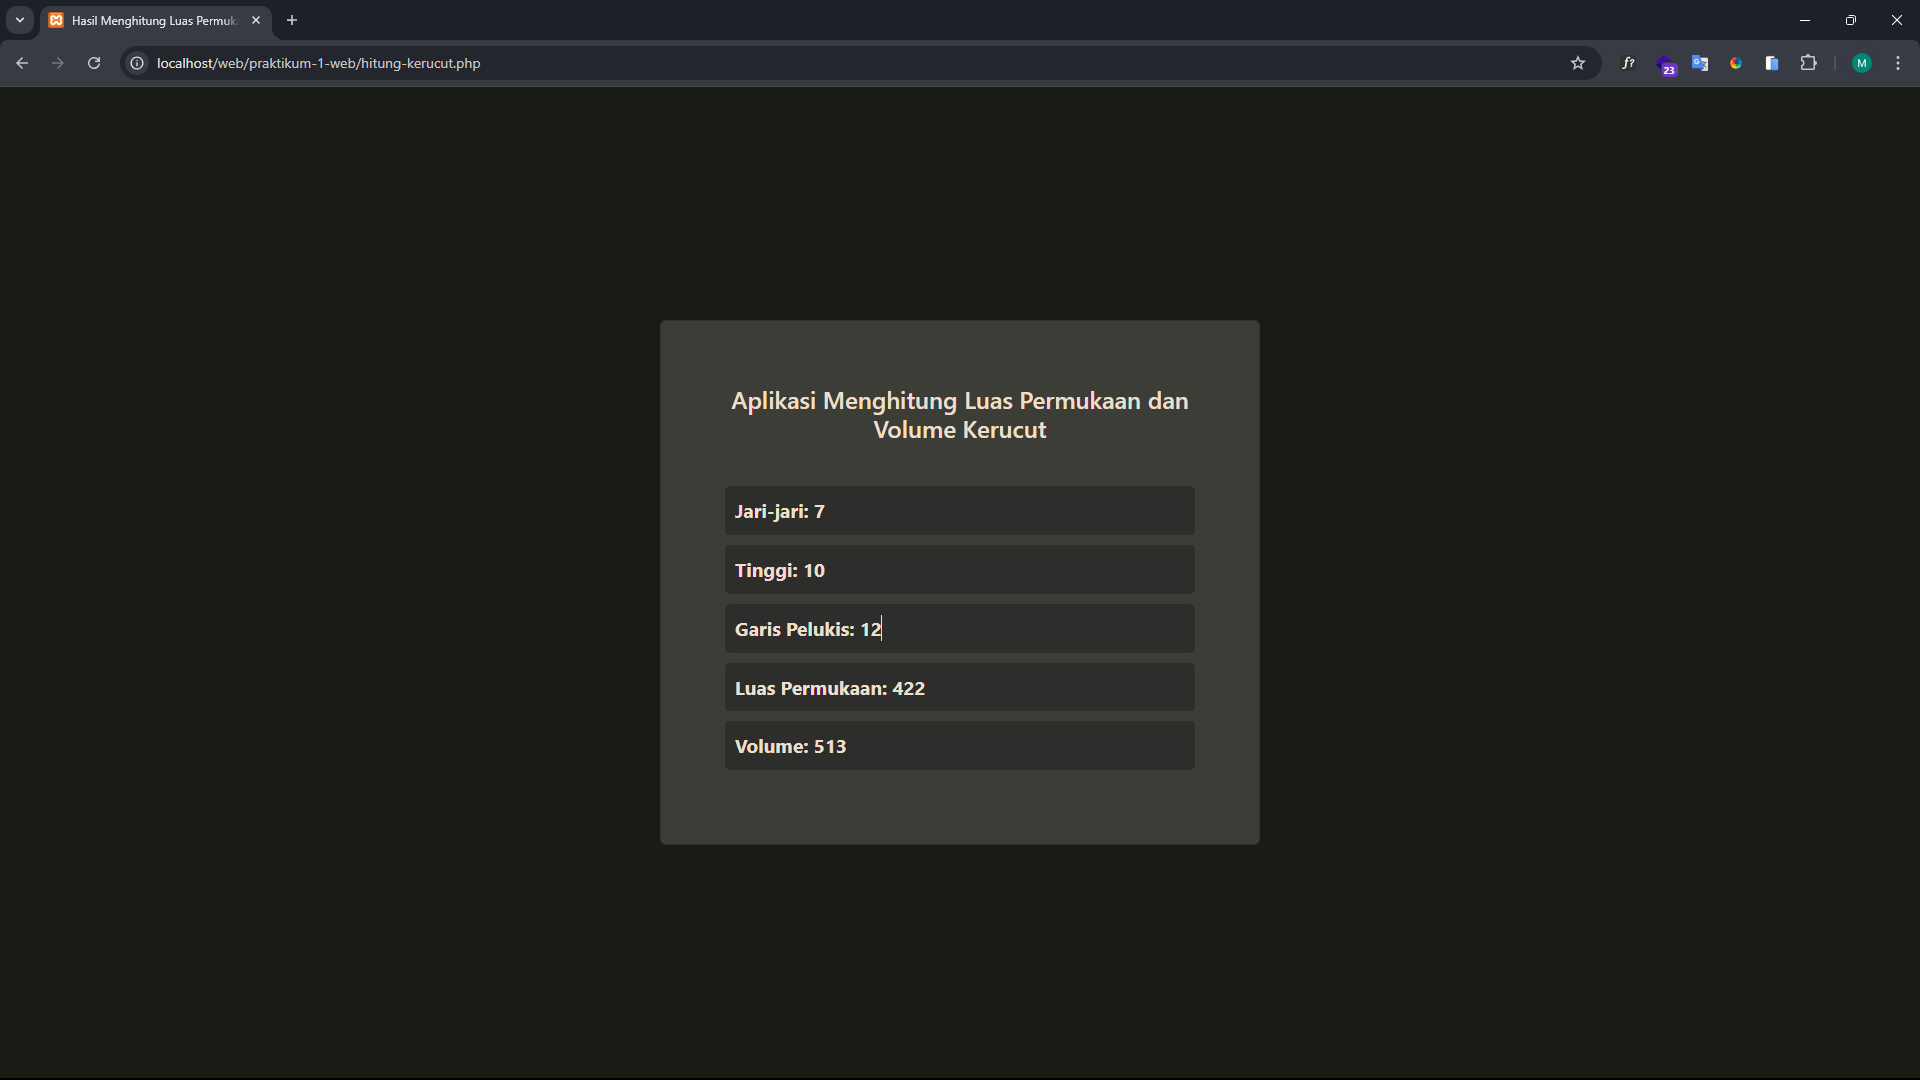 Hasil Menghitung Luas Permuk
localhost/web/praktikum-1-web/hitung-kerucut.php
f?
23
M
Aplikasi Menghitung Luas Permukaan dan
Volume Kerucut
Jari-jari: 7
Tinggi: 10
Garis Pelukis: 12
Luas Permukaan: 422
Volume: 513